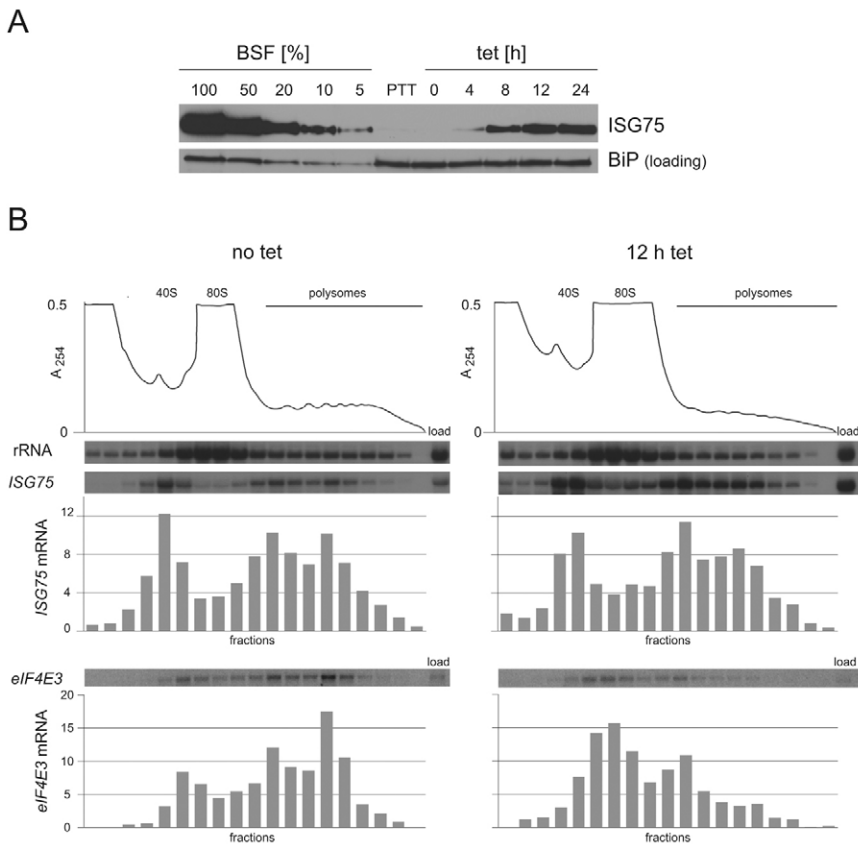 A
BSF [%] tet [h]
100 50 20 10 5 PTT 0 4 8 12 24
ISG75
BiP (loading)
B
no tet 12 h tet
0.5 40S 80S polysomes 0.5 40S 80S polysomes
A 254 A 254
0 load 0 load
rRNA
ISG75
12
8
4
0
ISG75 mRNA
fractions fractions
load load
eIF4E3
20
15
10
5
0
eIF4E3 mRNA
fractions fractions